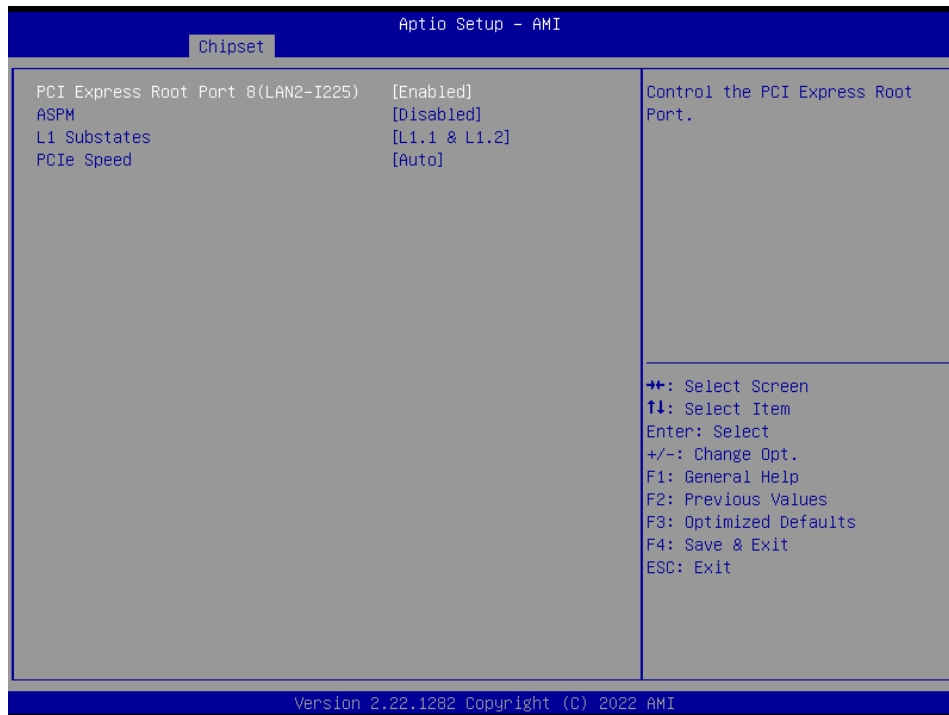 Aptio Setup – AMI
Chipset
PCI Express Root Port 8(LAN2-I225) [Enabled]
ASPM [Disabled]
L1 Substates [L1.1 & L1.2]
PCIe Speed [Auto]
Control the PCI Express Root
Port.
→←: Select Screen
↑↓: Select Item
Enter: Select
+/-: Change Opt.
F1: General Help
F2: Previous Values
F3: Optimized Defaults
F4: Save & Exit
ESC: Exit
Version 2.22.1282 Copyright (C) 2022 AMI